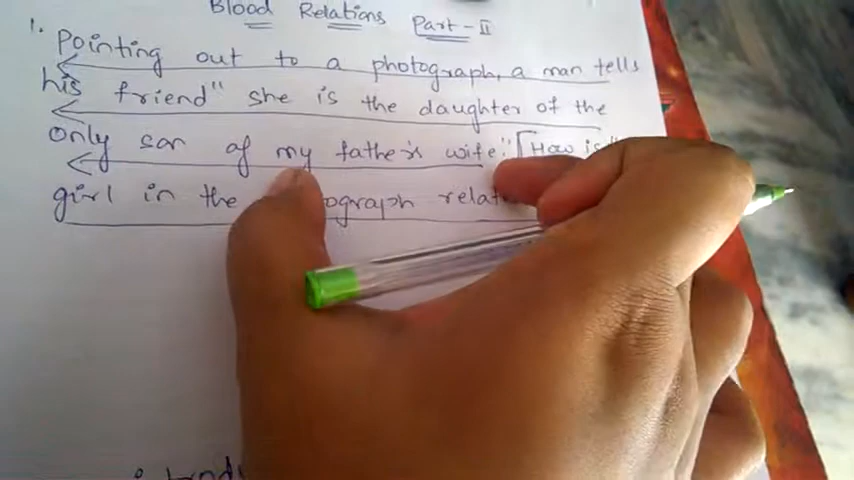 Blood Relations Part-II
1. Pointing out to a photograph, a man tells
his friend" she is the daughter of the
only son of my father's wife". How is
girl in the